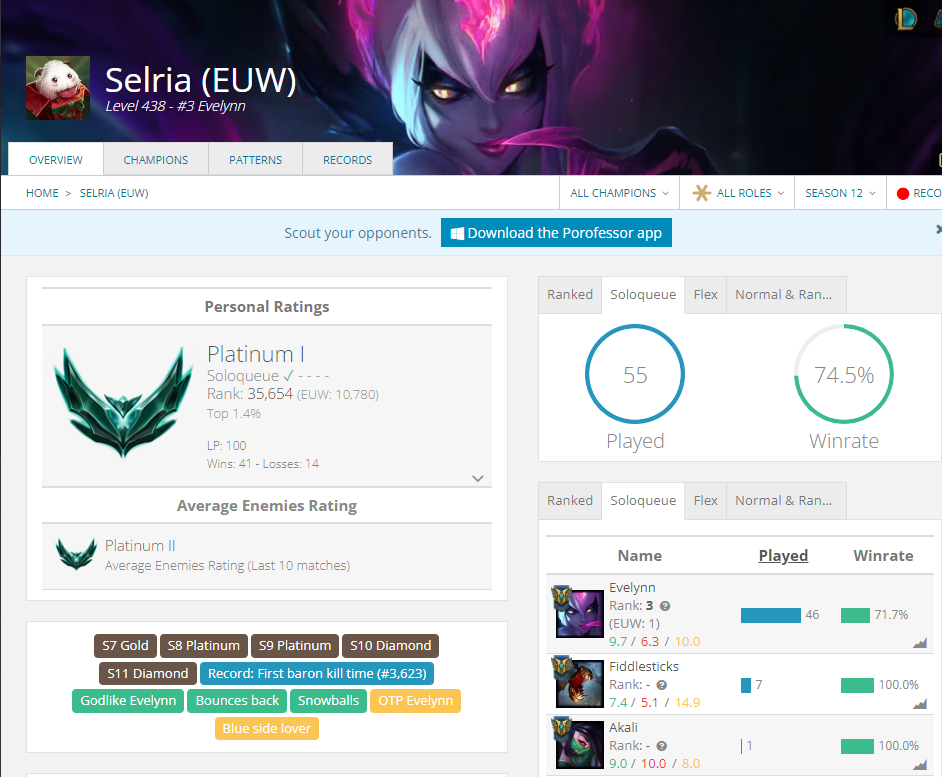 Selria (EUW)
Level 438 - #3 Evelynn
OVERVIEW
CHAMPIONS
PATTERNS
RECORDS
HOME > SELRIA (EUW)
ALL CHAMPIONS
ALL ROLES
SEASON 12
RECO
Scout your opponents. Download the Porofessor app
Personal Ratings
Platinum I
Soloqueue ✓ - - - -
Rank: 35,654 (EUW: 10,780)
Top 1.4%
LP: 100
Wins: 41 - Losses: 14
Average Enemies Rating
Platinum II
Average Enemies Rating (Last 10 matches)
S7 Gold S8 Platinum S9 Platinum S10 Diamond
S11 Diamond Record: First baron kill time (#3,623)
Godlike Evelynn Bounces back Snowballs OTP Evelynn
Blue side lover
Ranked Soloqueue Flex Normal & Ran...
55
Played
74.5%
Winrate
Ranked Soloqueue Flex Normal & Ran...
Name Played Winrate
Evelynn
Rank: 3
(EUW: 1)
9.7 / 6.3 / 10.0
46
71.7%
Fiddlesticks
Rank: -
7.4 / 5.1 / 14.9
7
100.0%
Akali
Rank: -
9.0 / 10.0 / 8.0
1
100.0%